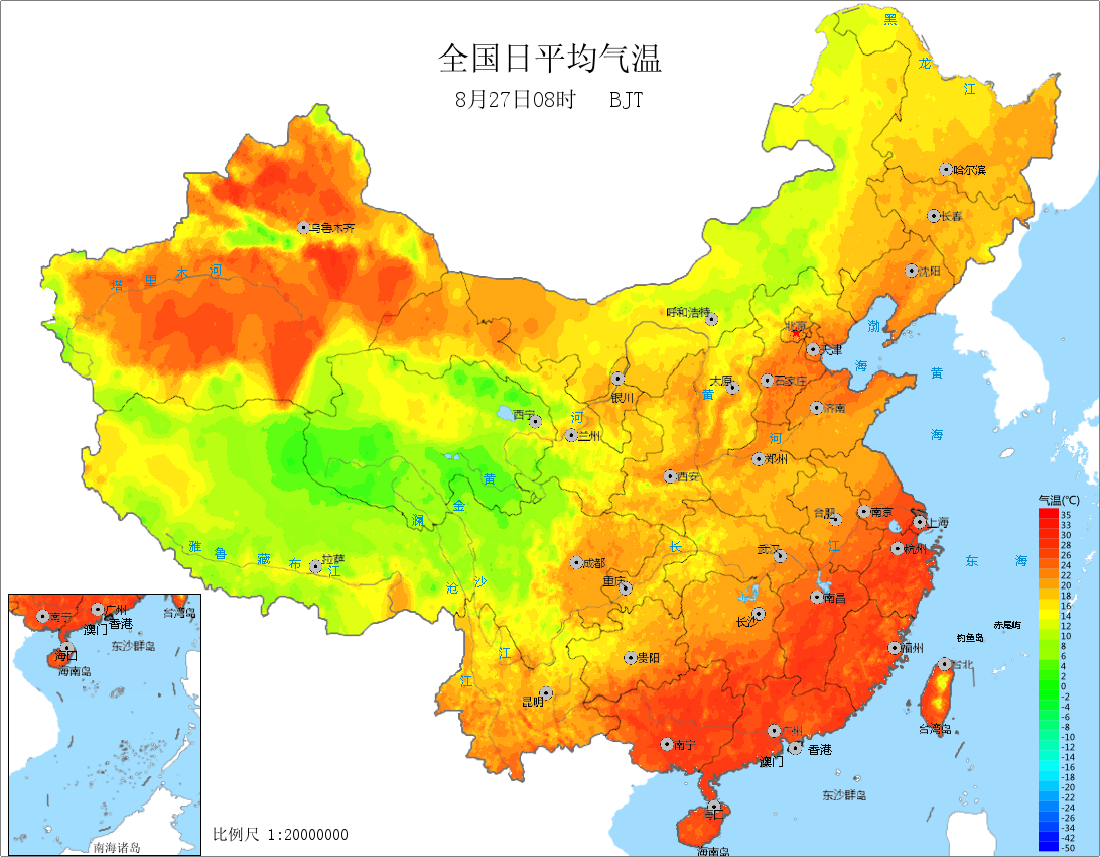 全国日平均气温
8月27日08时 BJT
黑
龙
江
哈尔滨
长春
沈阳
乌鲁木齐
塔
里
木
河
呼和浩特
北京
天津
渤
海
黄
海
太原
石家庄
济南
黄
河
银川
西宁
兰州
河
黄
郑州
西安
金
澜
沧
沙
江
江
合肥
南京
上海
杭州
武汉
长
江
东
海
雅
鲁
藏
布
江
拉萨
成都
重庆
南昌
长沙
贵阳
昆明
福州
赤尾屿
钓鱼岛
台北
台湾岛
南宁
广州
香港
澳门
东沙群岛
海口
海南岛
南宁
广州
香港
澳门
台湾岛
东沙群岛
海口
海南岛
南海诸岛
比例尺 1:20000000
气温(℃)
35
33
30
28
26
24
22
20
18
16
14
12
10
8
6
4
2
0
-2
-4
-6
-8
-10
-12
-14
-16
-18
-20
-22
-24
-26
-34
-42
-50